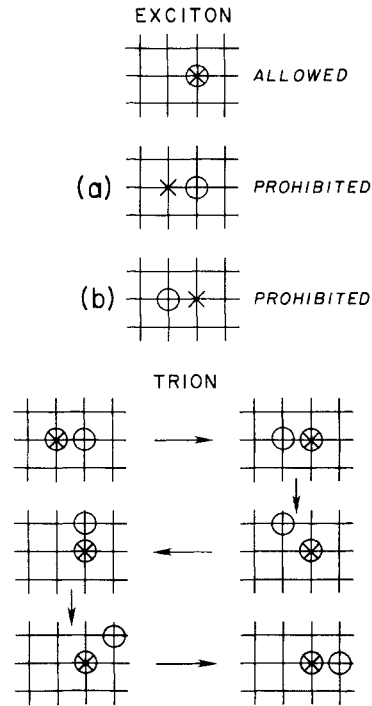 EXCITON
ALLOWED
(a) PROHIBITED
(b) PROHIBITED
TRION